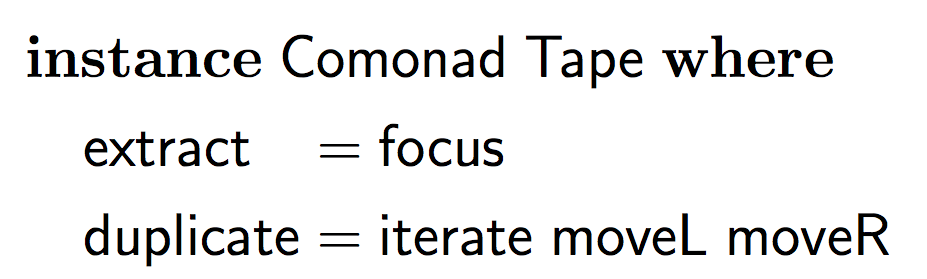 instance Comonad Tape where
extract = focus
duplicate = iterate moveL moveR